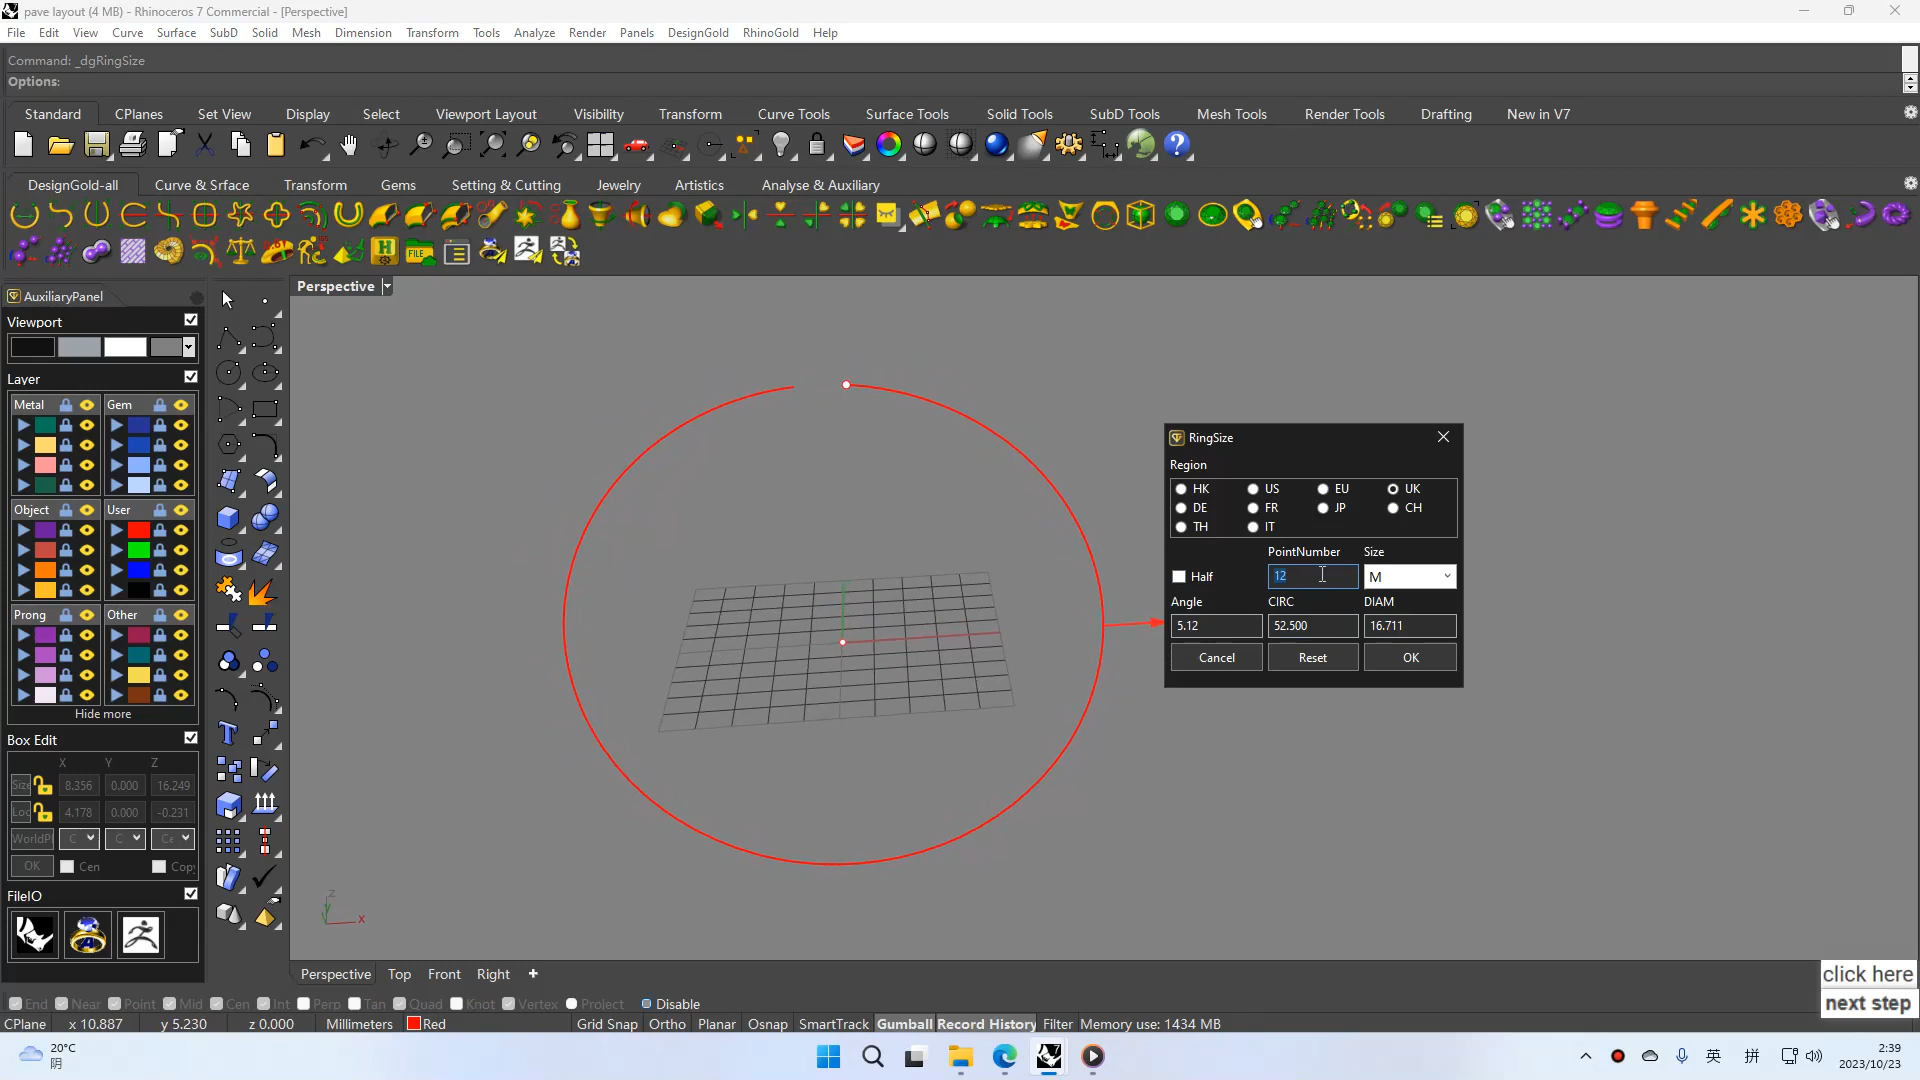 pave layout (4 MB) - Rhinoceros 7 Commercial - [Perspective]
File Edit View Curve Surface SubD Solid Mesh Dimension Transform Tools Analyze Render Panels DesignGold RhinoGold Help
Command: _dgRingSize
Options:
Standard CPlanes Set View Display Select Viewport Layout Visibility Transform Curve Tools Surface Tools Solid Tools SubD Tools Mesh Tools Render Tools Drafting New in V7
DesignGold-all Curve & Srface Transform Gems Setting & Cutting Jewelry Artistics Analyse & Auxiliary
FILE
AuxiliaryPanel
Viewport
Layer
Metal Gem
Object User
Prong Other
Hide more
Box Edit
X Y Z
Size 8.356 0.000 16.249
Loc 4.178 0.000 -0.231
WorldPl C C Ce
OK Cen Copy
FileIO
Perspective
z
y
x
RingSize
Region
HK US EU UK
DE FR JP CH
TH IT
PointNumber Size
Half 12 M
Angle CIRC DIAM
5.12 52.500 16.711
Cancel Reset OK
click here
next step
Perspective Top Front Right
End Near Point Mid Cen Int Perp Tan Quad Knot Vertex Project Disable
CPlane x 10.887 y 5.230 z 0.000 Millimeters Red Grid Snap Ortho Planar Osnap SmartTrack Gumball Record History Filter Memory use: 1434 MB
20°C
阴
英 拼
2:39
2023/10/23